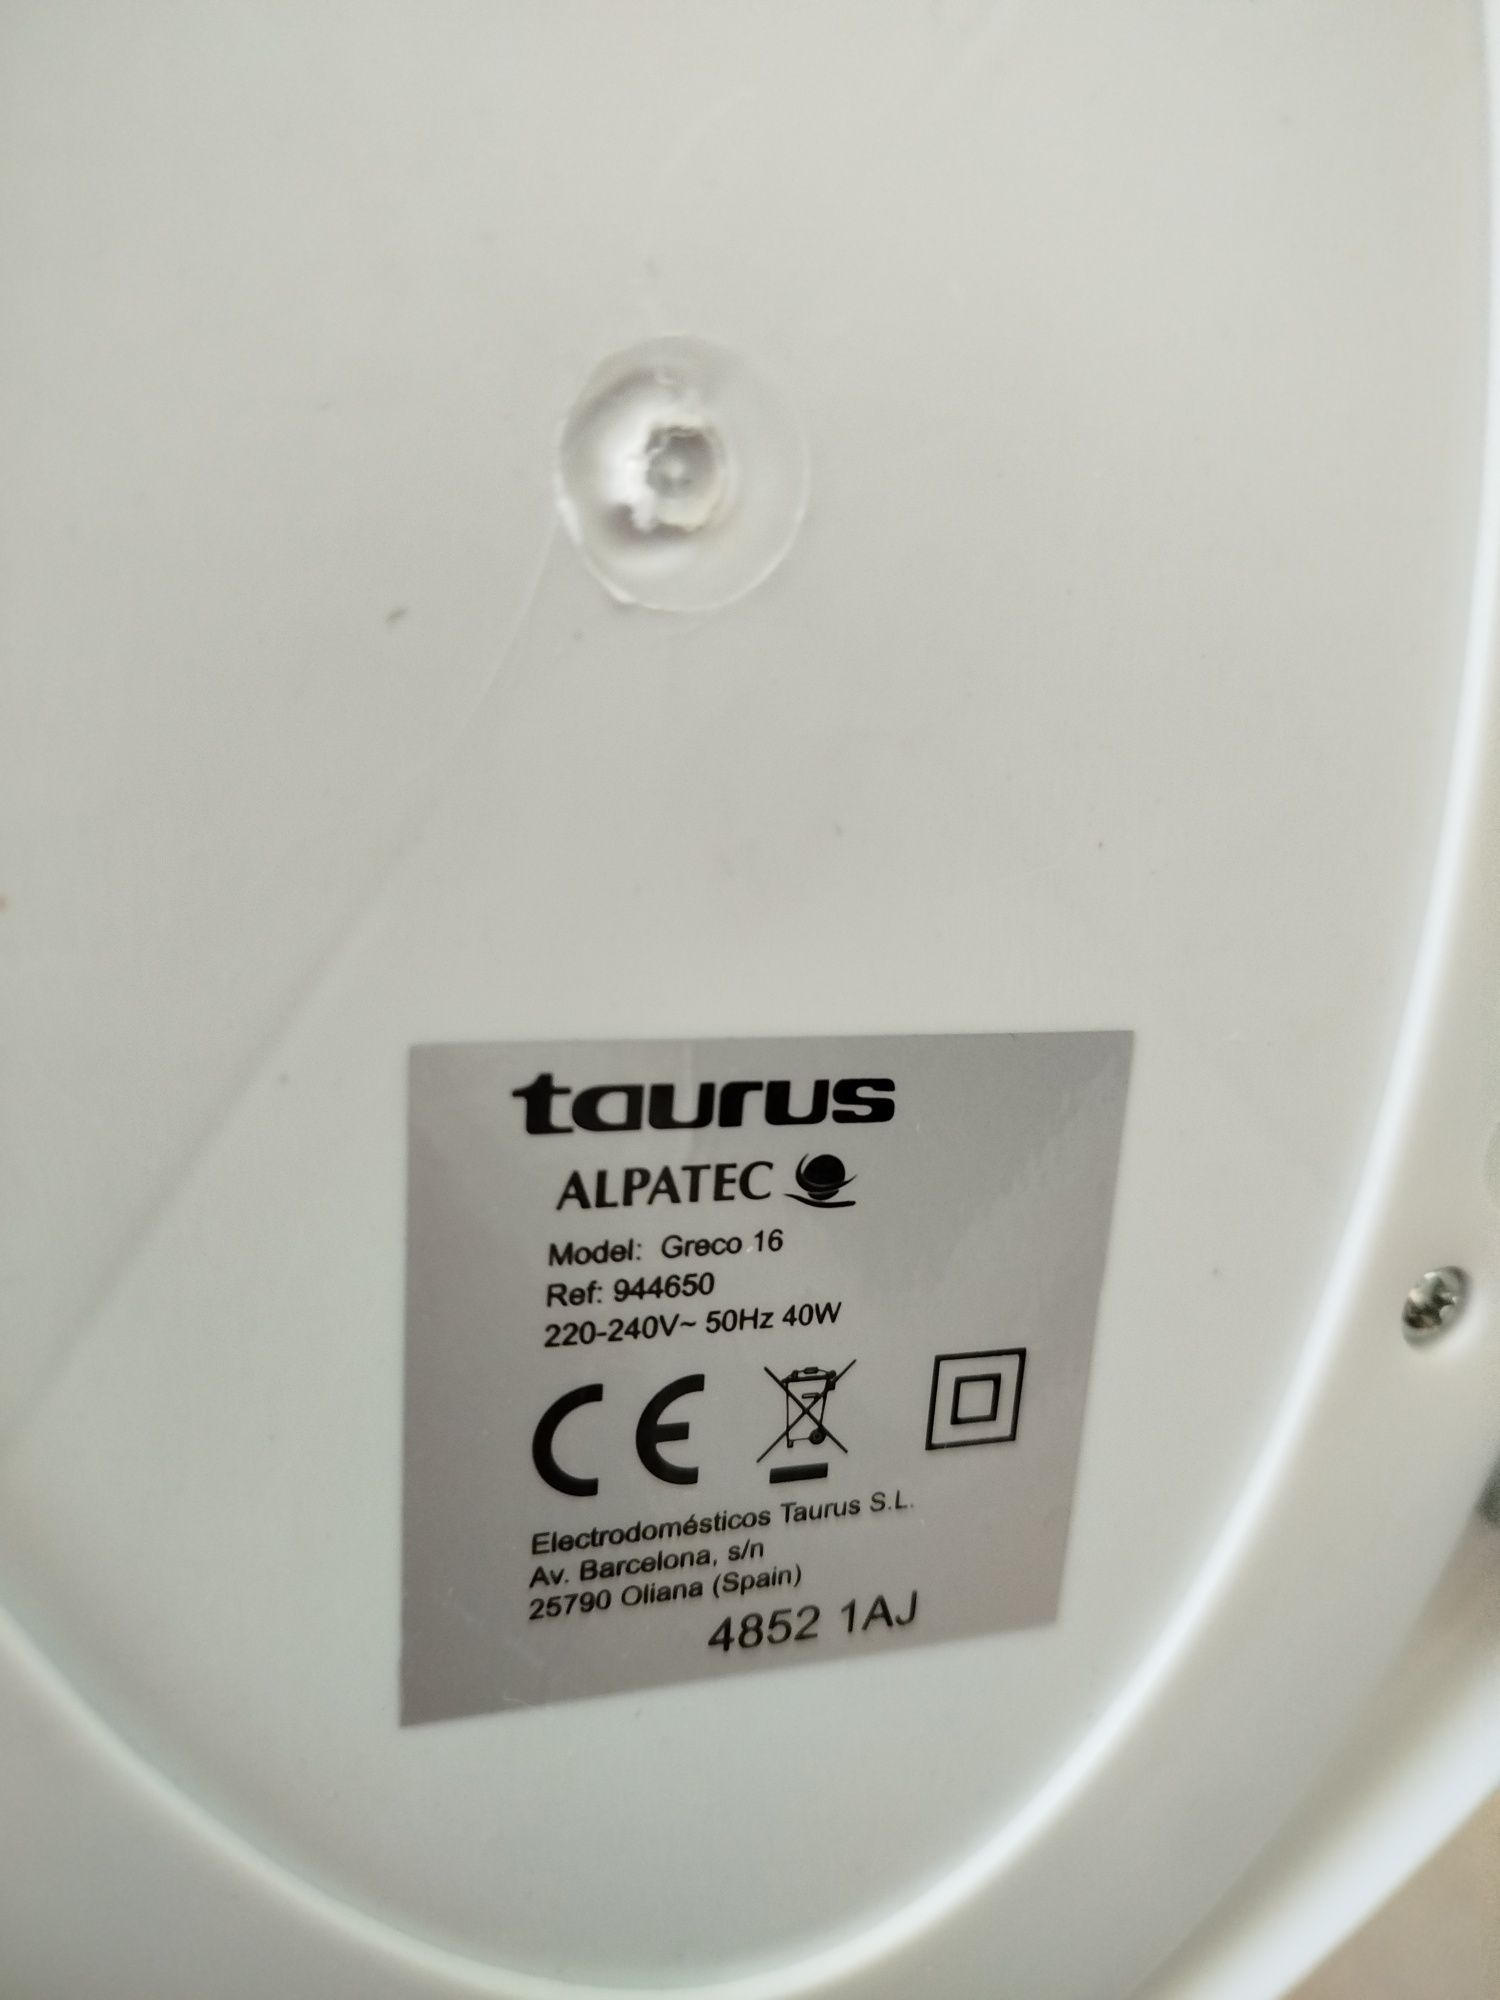 taurus
ALPATEC
Model: Greco 16
Ref: 944650
220-240V~ 50Hz 40W
CE
Electrodomésticos Taurus S.L.
Av. Barcelona, s/n
25790 Oliana (Spain)
4852 1AJ